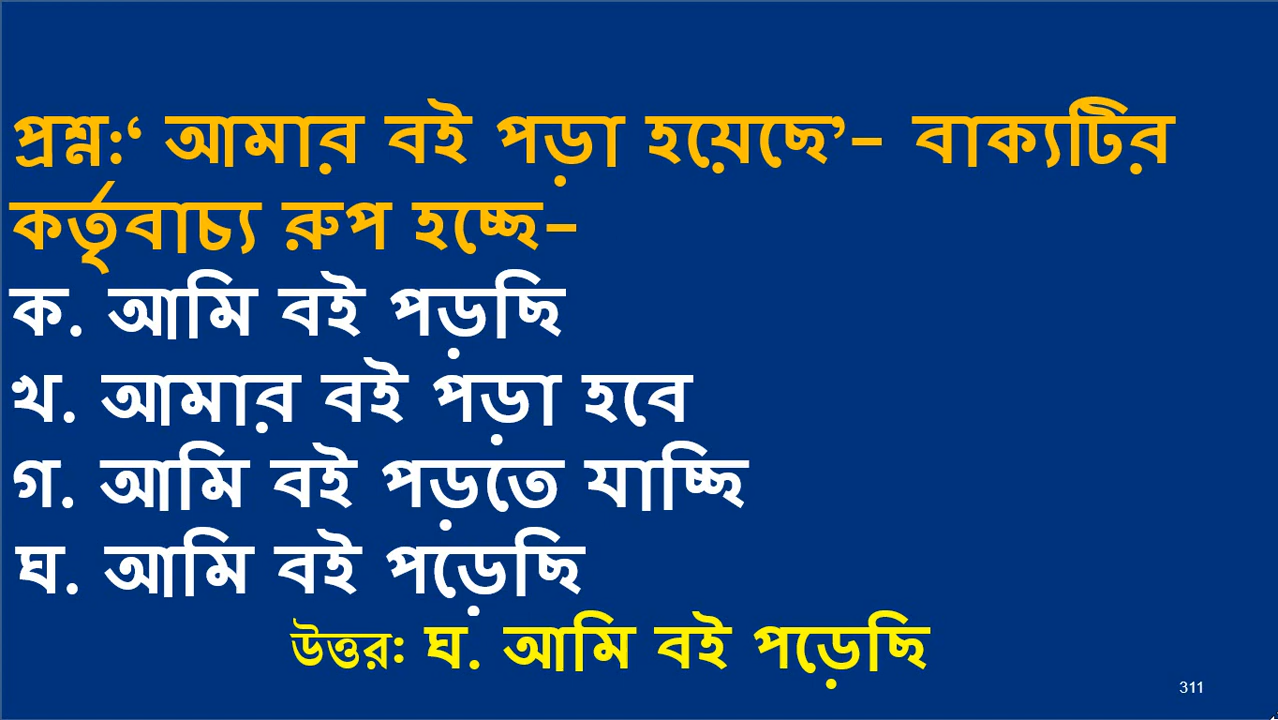 প্রশ্ন:‘ আমার বই পড়া হয়েছে’– বাক্যটির
কর্তৃবাচ্য রুপ হচ্ছে–
ক. আমি বই পড়ছি
খ. আমার বই পড়া হবে
গ. আমি বই পড়তে যাচ্ছি
ঘ. আমি বই পড়েছি
উত্তরঃ ঘ. আমি বই পড়েছি
311